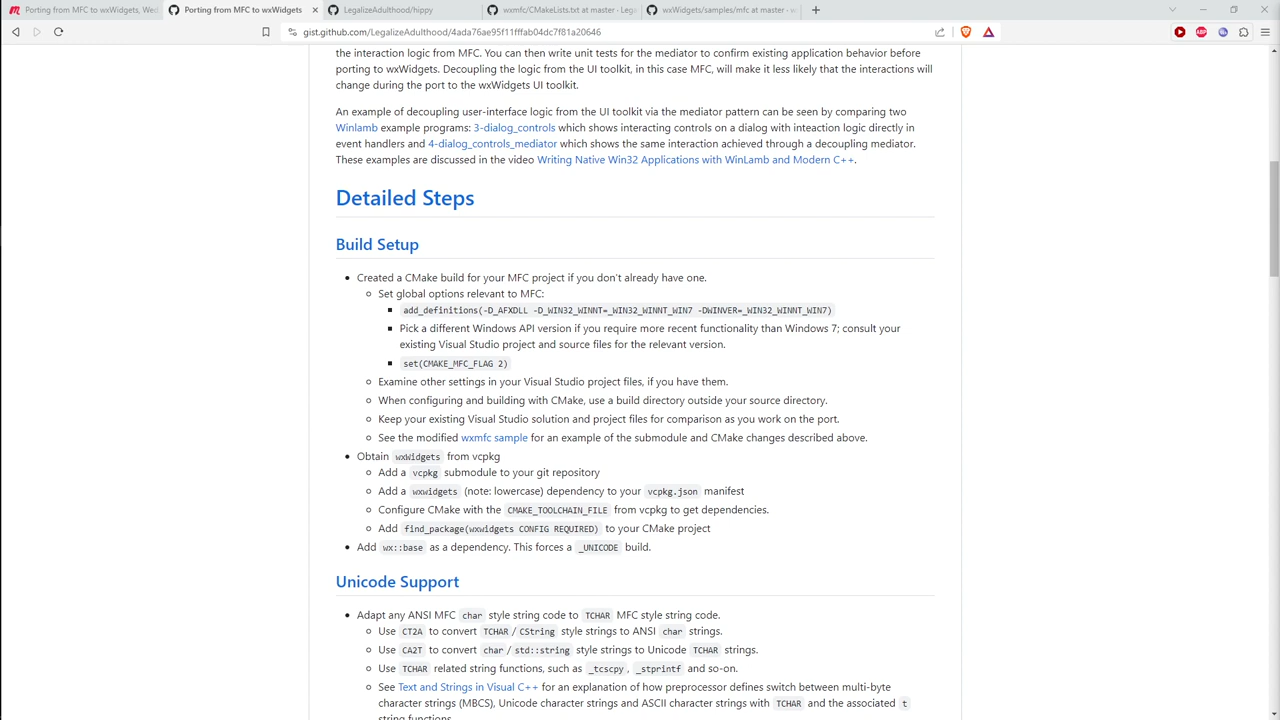 Porting from MFC to wxWidgets, Wed
Porting from MFC to wxWidgets
LegalizeAdulthood/hippy
wxmfc/CMakeLists.txt at master · Leg
wxWidgets/samples/mfc at master · w
gist.github.com/LegalizeAdulthood/4ada76ae95f11fffab04dc7f81a20646
the interaction logic from MFC. You can then write unit tests for the mediator to confirm existing application behavior before
porting to wxWidgets. Decoupling the logic from the UI toolkit, in this case MFC, will make it less likely that the interactions will
change during the port to the wxWidgets UI toolkit.
An example of decoupling user-interface logic from the UI toolkit via the mediator pattern can be seen by comparing two
Winlamb example programs: 3-dialog_controls which shows interacting controls on a dialog with inteaction logic directly in
event handlers and 4-dialog_controls_mediator which shows the same interaction achieved through a decoupling mediator.
These examples are discussed in the video Writing Native Win32 Applications with WinLamb and Modern C++.
Detailed Steps
Build Setup
Created a CMake build for your MFC project if you don't already have one.
Set global options relevant to MFC:
add_definitions(-D_AFXDLL -D_WIN32_WINNT=_WIN32_WINNT_WIN7 -DWINVER=_WIN32_WINNT_WIN7)
Pick a different Windows API version if you require more recent functionality than Windows 7; consult your
existing Visual Studio project and source files for the relevant version.
set(CMAKE_MFC_FLAG 2)
Examine other settings in your Visual Studio project files, if you have them.
When configuring and building with CMake, use a build directory outside your source directory.
Keep your existing Visual Studio solution and project files for comparison as you work on the port.
See the modified wxmfc sample for an example of the submodule and CMake changes described above.
Obtain wxWidgets from vcpkg
Add a vcpkg submodule to your git repository
Add a wxwidgets (note: lowercase) dependency to your vcpkg.json manifest
Configure CMake with the CMAKE_TOOLCHAIN_FILE from vcpkg to get dependencies.
Add find_package(wxwidgets CONFIG REQUIRED) to your CMake project
Add wx::base as a dependency. This forces a _UNICODE build.
Unicode Support
Adapt any ANSI MFC char style string code to TCHAR MFC style string code.
Use CT2A to convert TCHAR / CString style strings to ANSI char strings.
Use CA2T to convert char / std::string style strings to Unicode TCHAR strings.
Use TCHAR related string functions, such as _tcscpy, _stprintf and so-on.
See Text and Strings in Visual C++ for an explanation of how preprocessor defines switch between multi-byte
character strings (MBCS), Unicode character strings and ASCII character strings with TCHAR and the associated t
string functions.